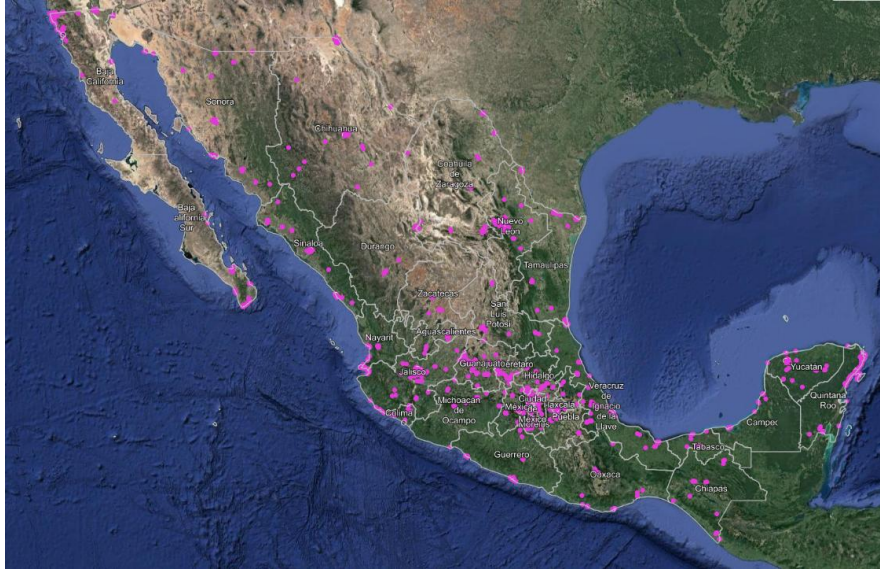 Baja
California
Sonora
Chihuahua
Coahuila
de
Zaragoza
Baja
alifornia
Sur
Nuevo
León
Sinaloa
Durango
Tamaulipas
Zacatecas
San
Luis
Potosí
Nayarit
Aguascalientes
Guanajuato
Querétaro
Yucatán
Jalisco
Hidalgo
Quintana
Roo
Veracruz
de
Ignacio
de la
Llave
Ciudad
México
México
Tlaxcala
Puebla
Morelos
Michoacán
de
Ocampo
Colima
Campec
Tabasco
Guerrero
Oaxaca
Chiapas